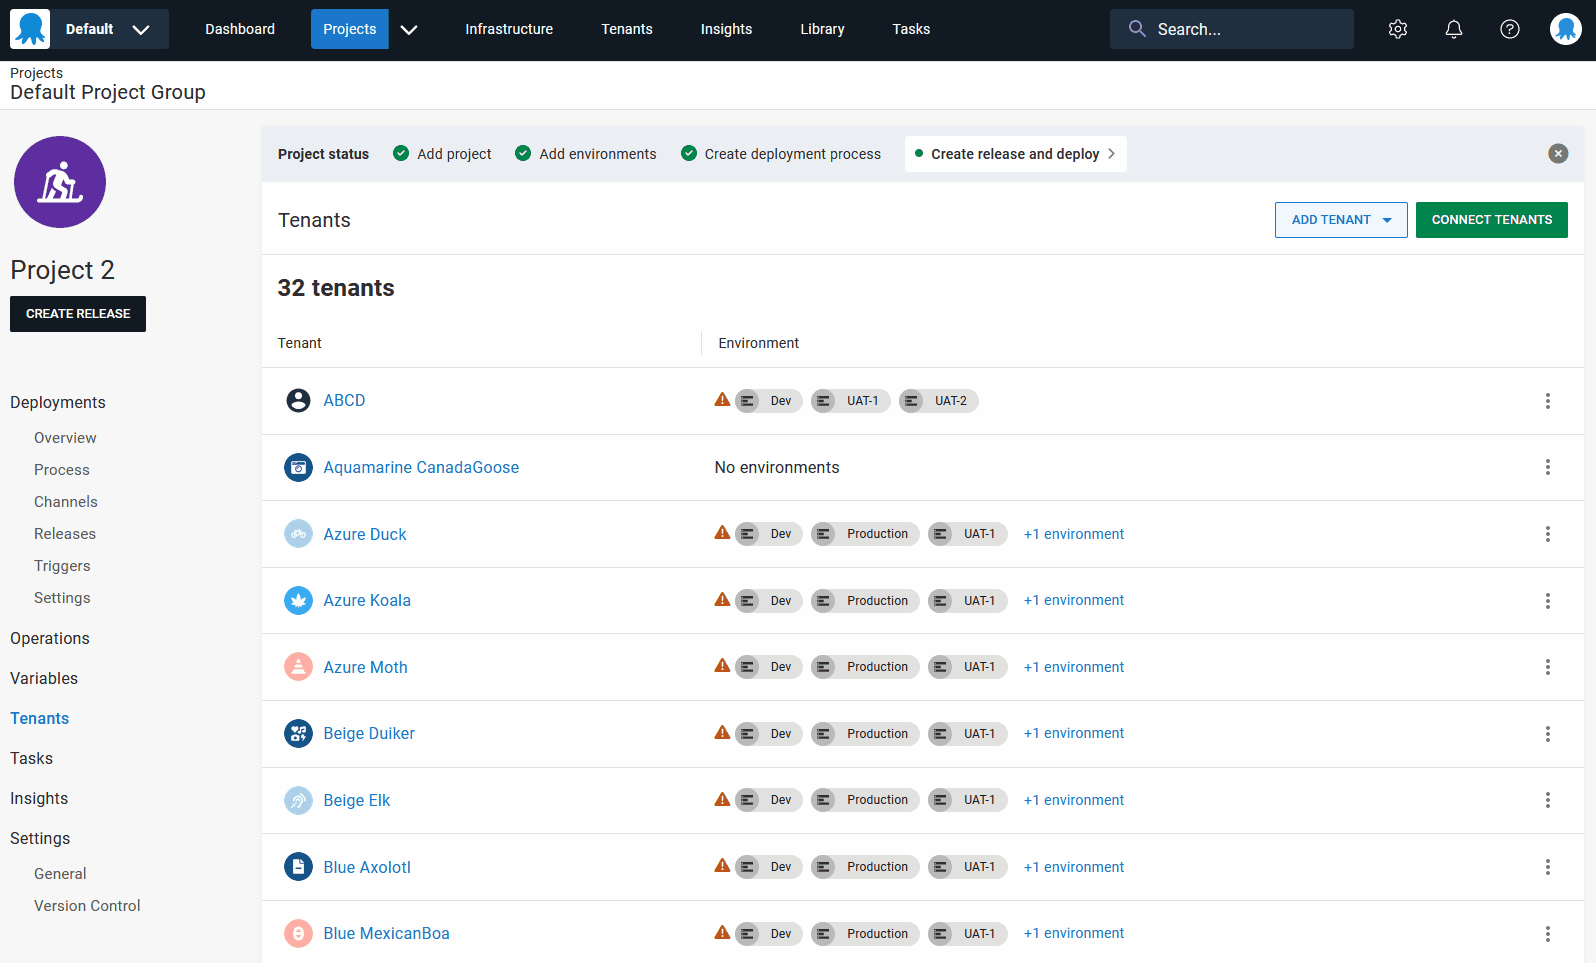 Default Dashboard Projects Infrastructure Tenants Insights Library Tasks Search...
Projects
Default Project Group
Project status Add project Add environments Create deployment process Create release and deploy
Project 2
CREATE RELEASE
Deployments
Overview
Process
Channels
Releases
Triggers
Settings
Operations
Variables
Tenants
Tasks
Insights
Settings
General
Version Control
Tenants ADD TENANT CONNECT TENANTS
32 tenants
Tenant Environment
ABCD Dev UAT-1 UAT-2
Aquamarine CanadaGoose No environments
Azure Duck Dev Production UAT-1 +1 environment
Azure Koala Dev Production UAT-1 +1 environment
Azure Moth Dev Production UAT-1 +1 environment
Beige Duiker Dev Production UAT-1 +1 environment
Beige Elk Dev Production UAT-1 +1 environment
Blue Axolotl Dev Production UAT-1 +1 environment
Blue MexicanBoa Dev Production UAT-1 +1 environment